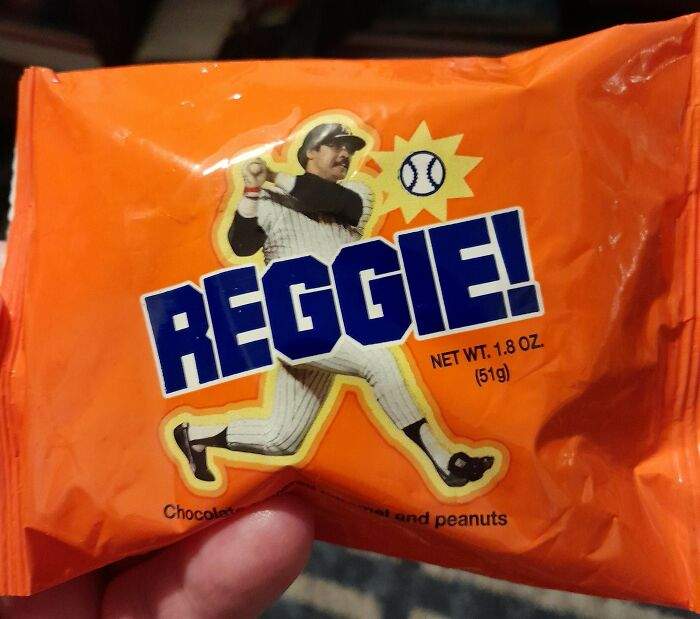 REGGIE!
NET WT. 1.8 OZ.
(51g)
and peanuts